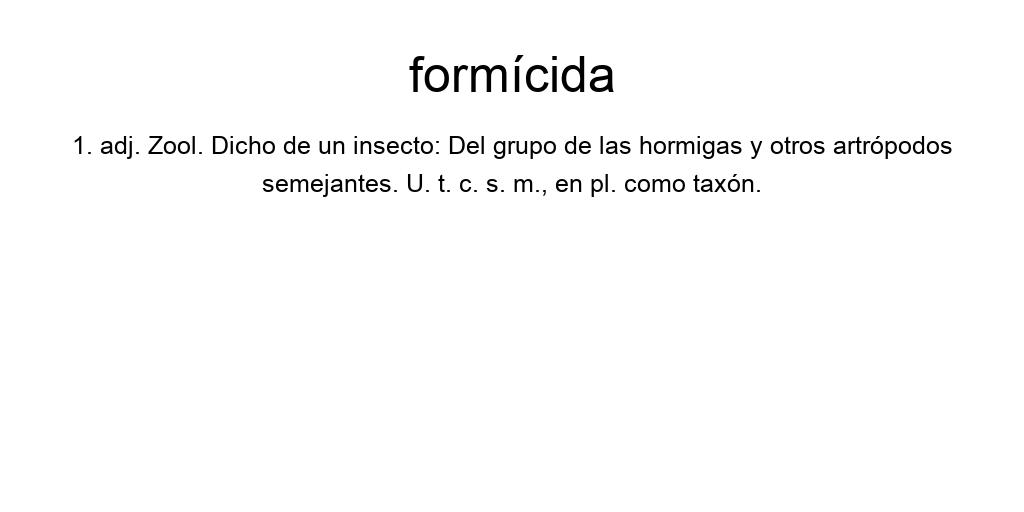 formícida
1. adj. Zool. Dicho de un insecto: Del grupo de las hormigas y otros artrópodos
semejantes. U. t. c. s. m., en pl. como taxón.